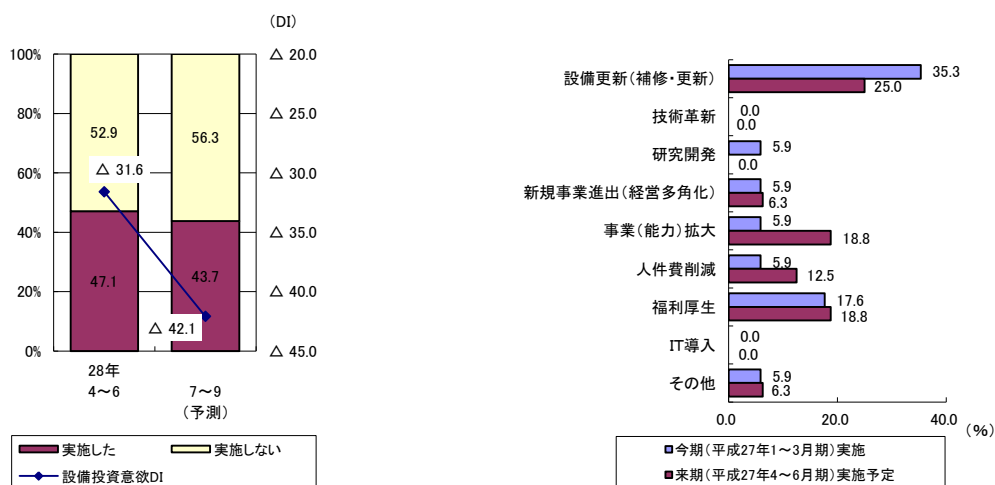 (DI)
100%
80%
60%
40%
20%
0%
52.9
56.3
△ 31.6
47.1
43.7
△ 42.1
△ 20.0
△ 25.0
△ 30.0
△ 35.0
△ 40.0
△ 45.0
28年
4～6
7～9
(予測)
実施した
実施しない
設備投資意欲DI
設備更新(補修・更新)
35.3
25.0
技術革新
0.0
0.0
研究開発
5.9
0.0
新規事業進出(経営多角化)
5.9
6.3
事業(能力)拡大
5.9
18.8
人件費削減
5.9
12.5
福利厚生
17.6
18.8
IT導入
0.0
0.0
その他
5.9
6.3
0.0 20.0 40.0
(%)
今期(平成27年1～3月期)実施
来期(平成27年4～6月期)実施予定